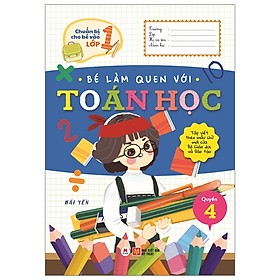 Chuẩn bị
cho bé vào
LỚP 1
Trường:
Lớp:
Họ và tên:
Năm học:
BÉ LÀM QUEN VỚI
TOÁN HỌC
2
Tập viết
theo mẫu chữ
mới của
Bộ Giáo dục
và Đào tạo
HẢI YẾN
Quyển
4